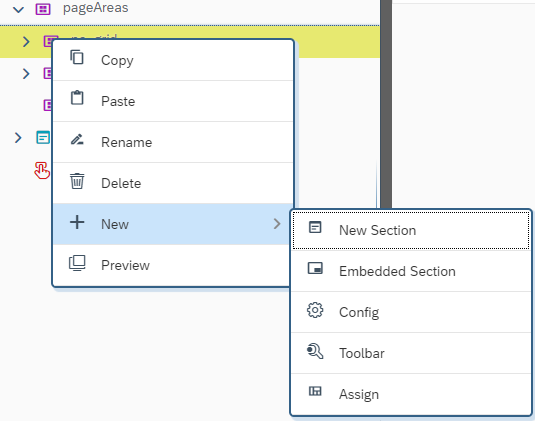 pageAreas
Copy
Paste
Rename
Delete
New
Preview
New Section
Embedded Section
Config
Toolbar
Assign